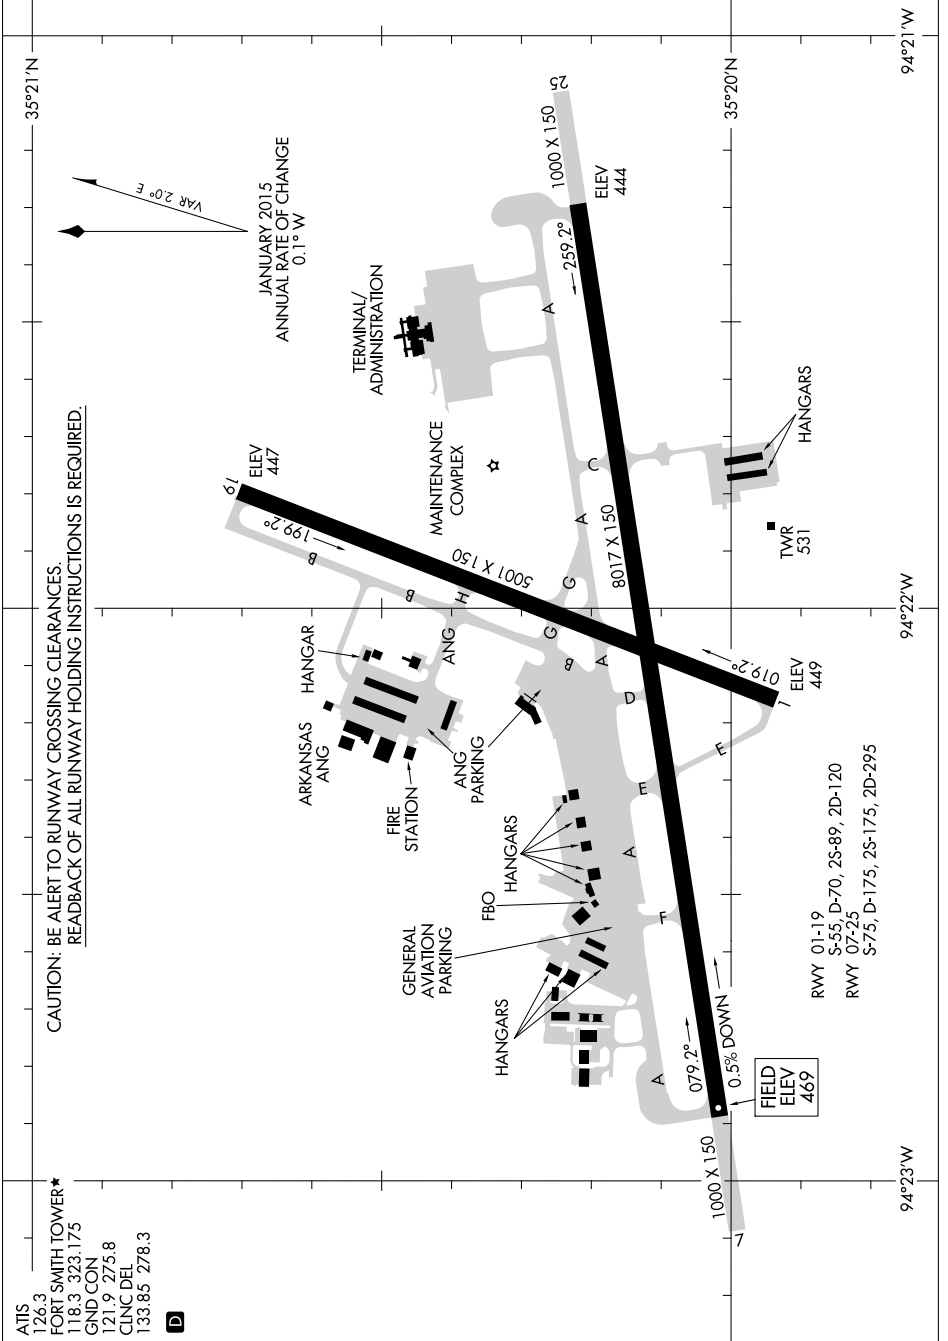 ATIS
126.3
FORT SMITH TOWER★
118.3 323.175
GND CON
121.9 275.8
CLNC DEL
133.85 278.3
D
CAUTION: BE ALERT TO RUNWAY CROSSING CLEARANCES.
READBACK OF ALL RUNWAY HOLDING INSTRUCTIONS IS REQUIRED.
35°21'N
VAR 2.0° E
JANUARY 2015
ANNUAL RATE OF CHANGE
0.1° W
TERMINAL/
ADMINISTRATION
MAINTENANCE
COMPLEX
19
ELEV
447
199.2°
5001 X 150
B
B
H
ANG
G
G
B
HANGAR
ARKANSAS
ANG
FIRE
STATION
ANG
PARKING
HANGARS
FBO
GENERAL
AVIATION
PARKING
HANGARS
25
1000 X 150
ELEV
444
259.2°
A
A
C
8017 X 150
A
D
E
E
A
F
A
HANGARS
TWR
531
019.2°
1
ELEV
449
079.2°
0.5% DOWN
FIELD
ELEV
469
1000 X 150
7
RWY 01-19
S-55, D-70, 2S-89, 2D-120
RWY 07-25
S-75, D-175, 2S-175, 2D-295
35°20'N
94°23'W
94°22'W
94°21'W